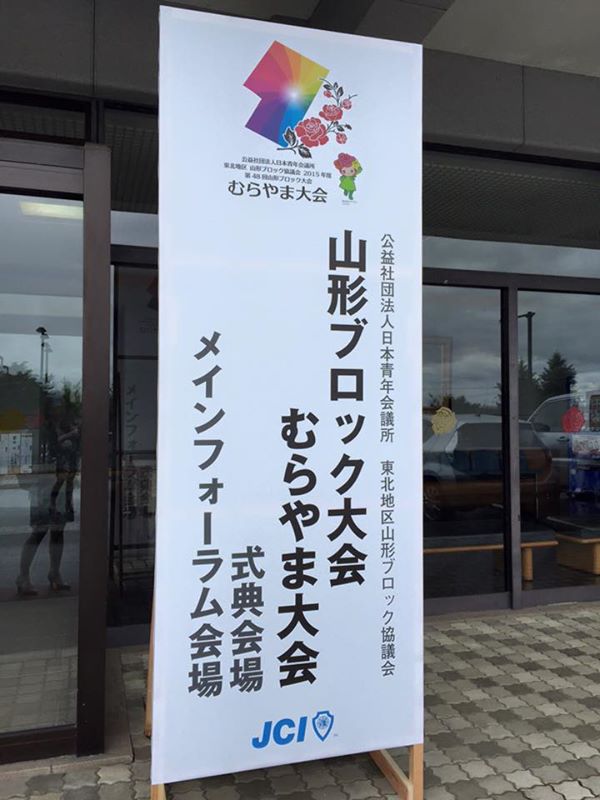 公益社団法人日本青年会議所
東北地区 山形ブロック協議会 2015年度
第48回山形ブロック大会
むらやま大会
公益社団法人日本青年会議所 東北地区山形ブロック協議会
山形ブロック大会
むらやま大会
式典会場
メインフォーラム会場
JCI